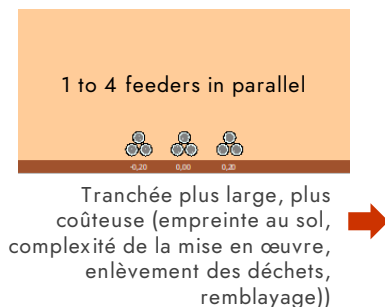 1 to 4 feeders in parallel
-0,20 0,00 0,20
Tranchée plus large, plus
coûteuse (empreinte au sol,
complexité de la mise en œuvre,
enlèvement des déchets,
remblayage))